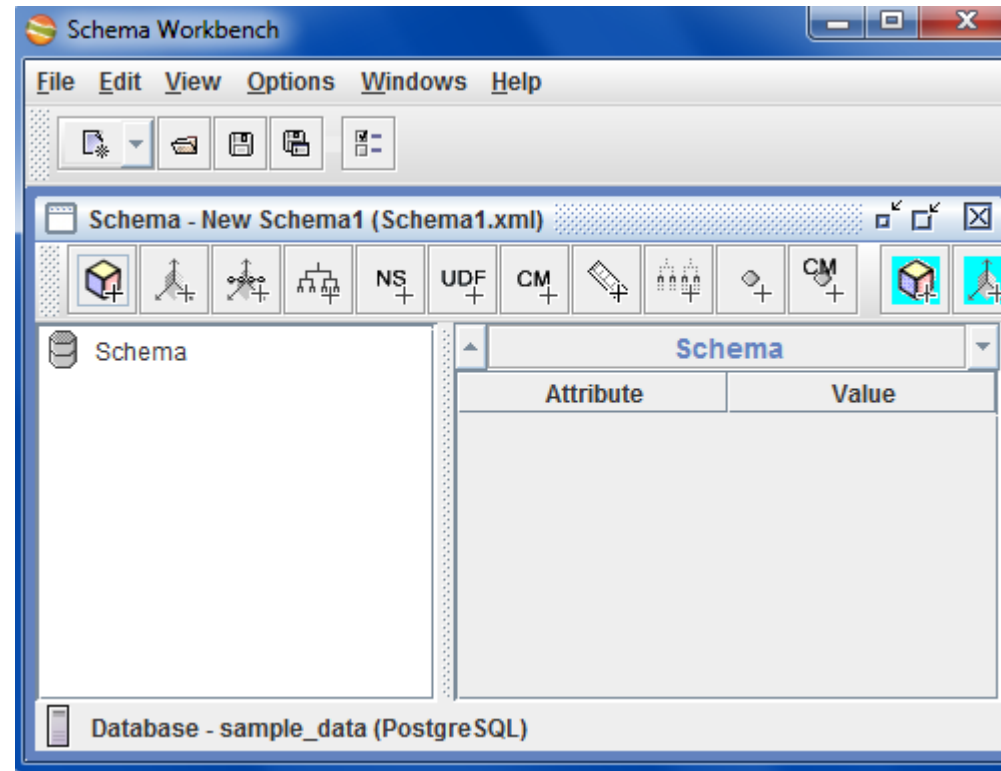 Schema Workbench
File Edit View Options Windows Help
Schema - New Schema1 (Schema1.xml)
NS UDF CM CM
Schema
Schema
Attribute Value
Database - sample_data (PostgreSQL)